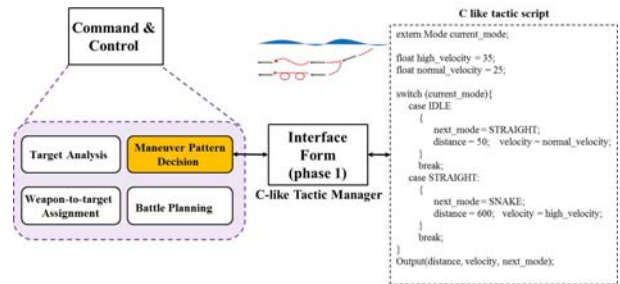 Command &
Control
Target Analysis
Maneuver Pattern
Decision
Weapon-to-target
Assignment
Battle Planning
Interface
Form
(phase 1)
C-like Tactic Manager
C like tactic script
extern Mode current_mode;
float high_velocity = 35;
float normal_velocity = 25;
switch (current_mode){
case IDLE
{
next_mode = STRAIGHT;
distance = 50; velocity = normal_velocity;
}
break;
case STRAIGHT:
{
next_mode = SNAKE;
distance = 600; velocity = high_velocity;
}
break;
}
Output(distance, velocity, next_mode);